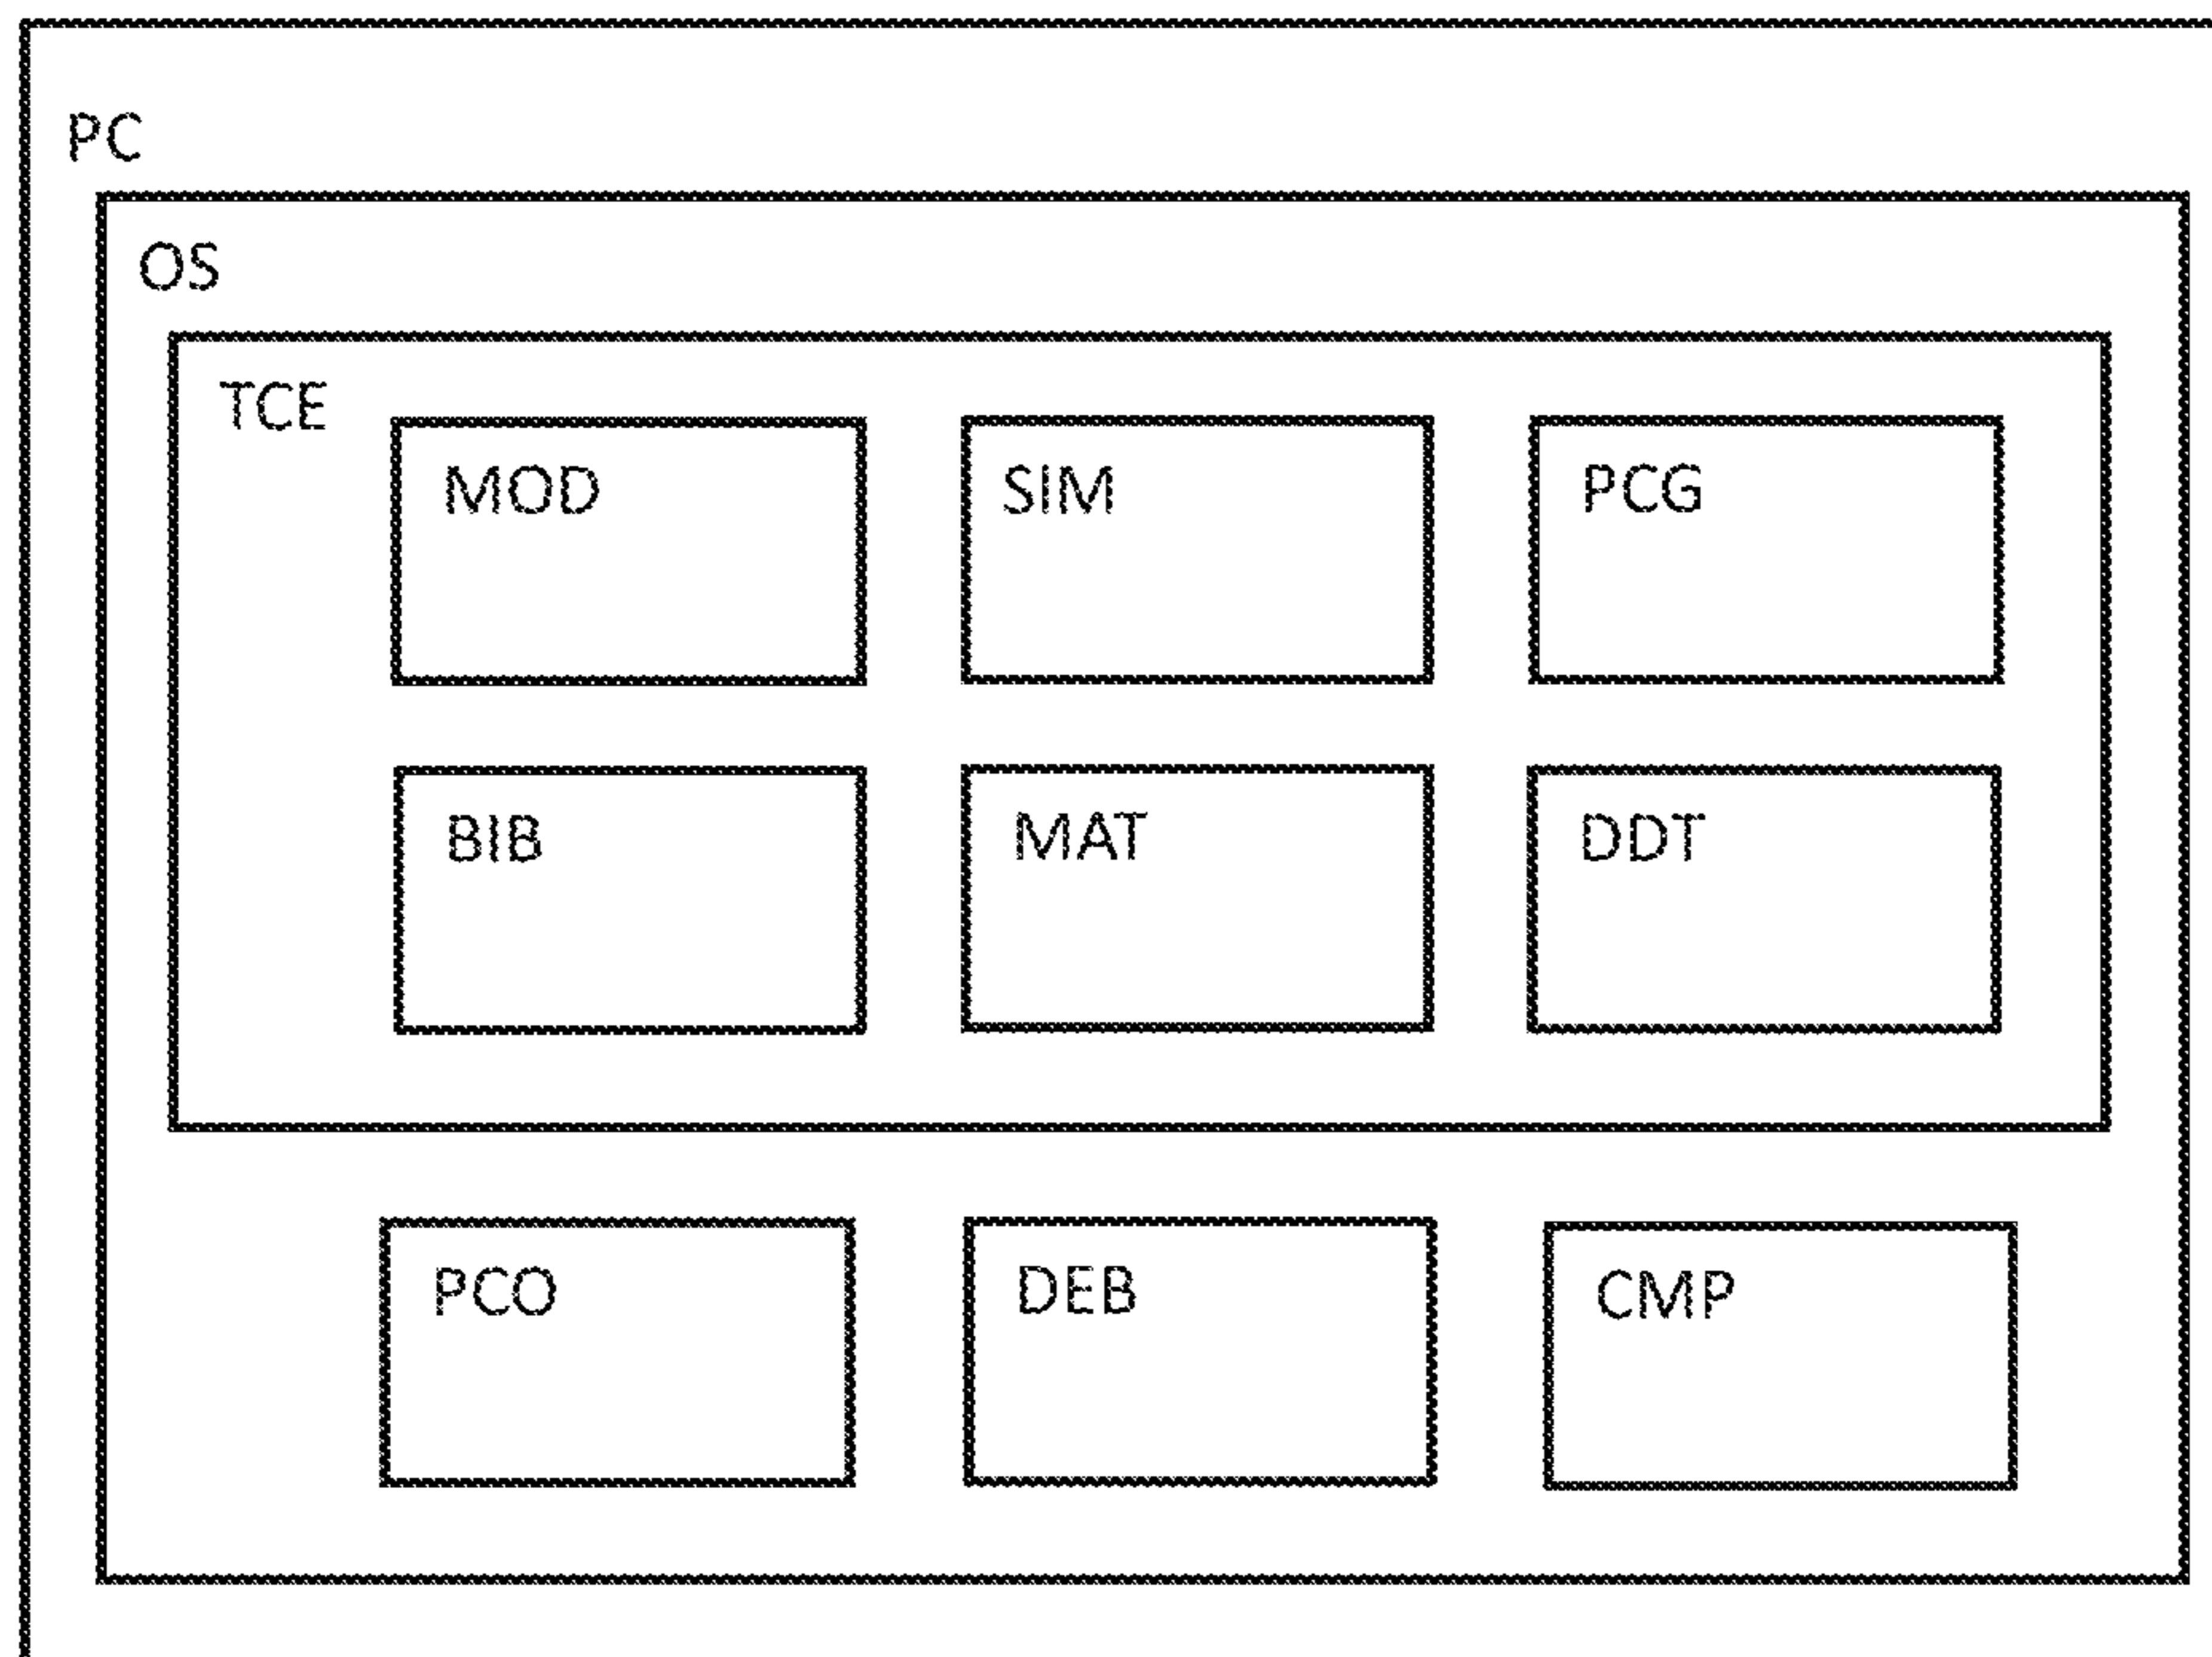 PC
OS
TCE
MOD SIM PCG
BIB MAT DDT
PCO DEB CMP